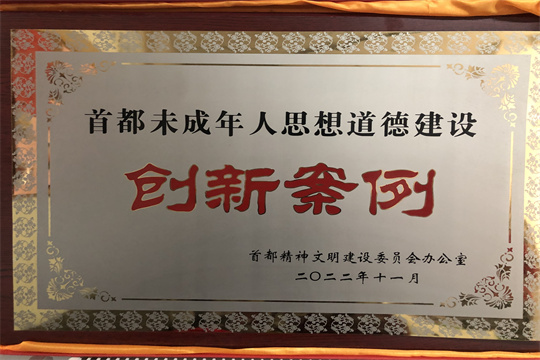 首都未成年人思想道德建设
创新案例
首都精神文明建设委员会办公室
二〇二二年十一月